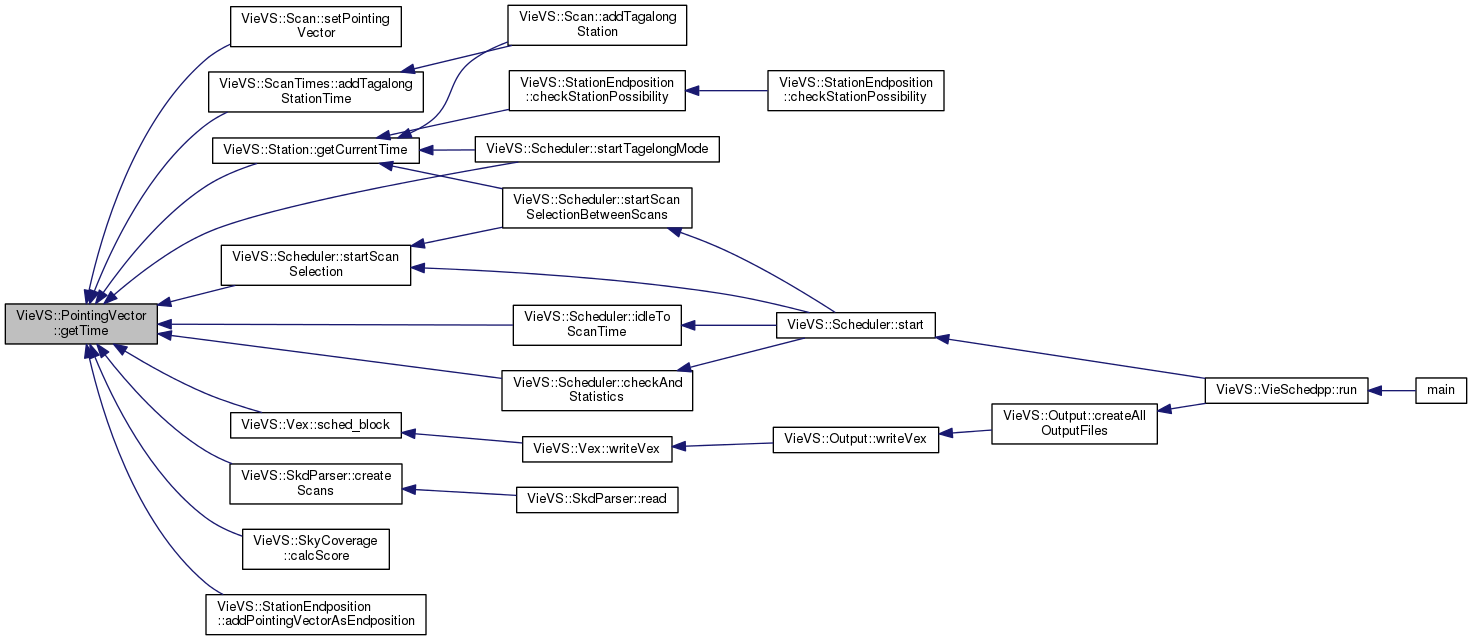 VieVS::PointingVector
::getTime
VieVS::Scan::setPointing
Vector
VieVS::ScanTimes::addTagalong
StationTime
VieVS::Station::getCurrentTime
VieVS::Scheduler::startScan
Selection
VieVS::Vex::sched_block
VieVS::SkdParser::create
Scans
VieVS::SkyCoverage
::calcScore
VieVS::StationEndposition
::addPointingVectorAsEndposition
VieVS::Scan::addTagalong
Station
VieVS::StationEndposition
::checkStationPossibility
VieVS::Scheduler::startTagelongMode
VieVS::Scheduler::startScan
SelectionBetweenScans
VieVS::Scheduler::idleTo
ScanTime
VieVS::Scheduler::checkAnd
Statistics
VieVS::Vex::writeVex
VieVS::SkdParser::read
VieVS::StationEndposition
::checkStationPossibility
VieVS::Scheduler::start
VieVS::Output::writeVex
VieVS::Output::createAll
OutputFiles
VieVS::VieSchedpp::run
main